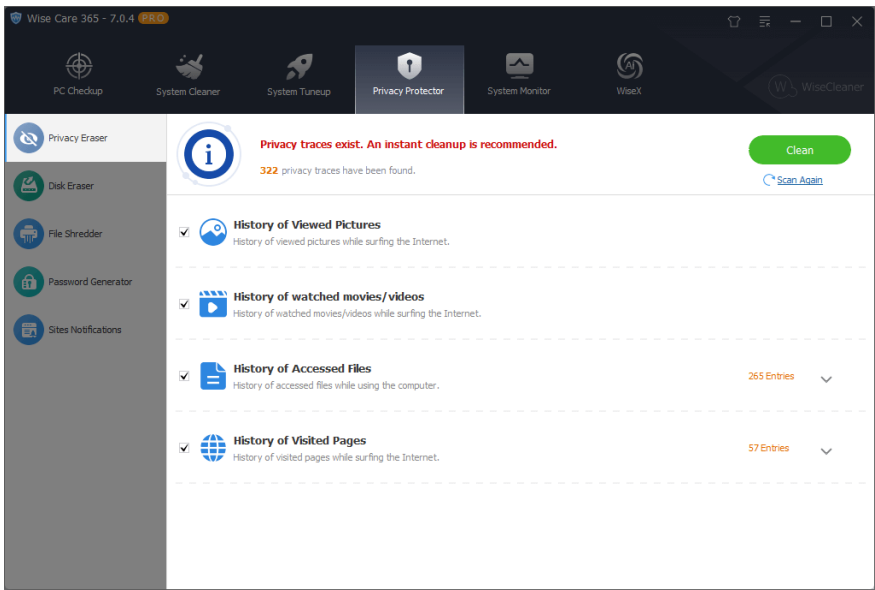 Wise Care 365 - 7.0.4 PRO
PC Checkup
System Cleaner
System Tuneup
Privacy Protector
System Monitor
AI
WiseX
W WiseCleaner
Privacy Eraser
Disk Eraser
File Shredder
Password Generator
Sites Notifications
Privacy traces exist. An instant cleanup is recommended.
322 privacy traces have been found.
Clean
Scan Again
History of Viewed Pictures
History of viewed pictures while surfing the Internet.
History of watched movies/videos
History of watched movies/videos while surfing the Internet.
History of Accessed Files
History of accessed files while using the computer.
265 Entries
History of Visited Pages
History of visited pages while surfing the Internet.
57 Entries